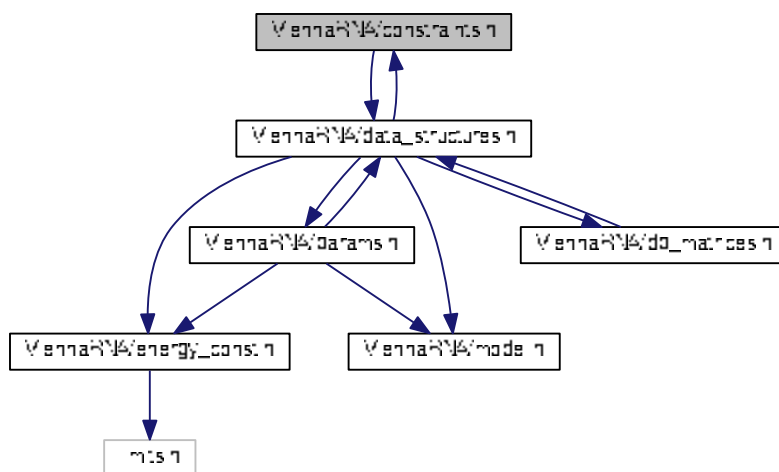 ViennaRNA/constraints.h
ViennaRNA/data_structures.h
ViennaRNA/params.h
ViennaRNA/dp_matrices.h
ViennaRNA/energy_const.h
ViennaRNA/model.h
limits.h